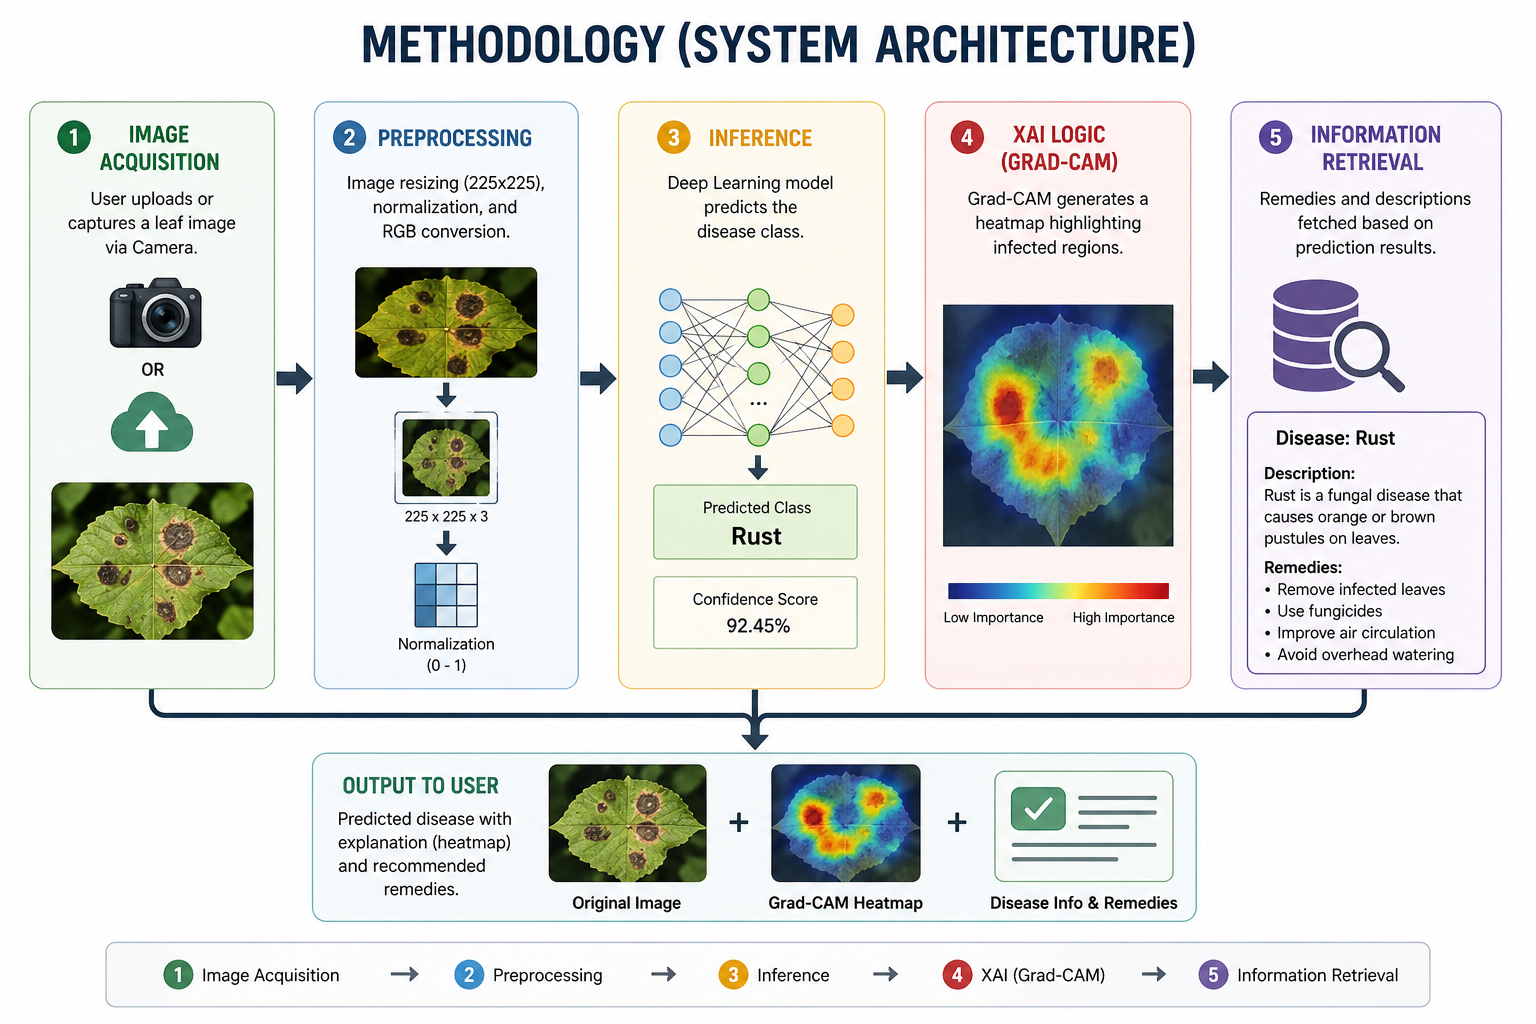 METHODOLOGY (SYSTEM ARCHITECTURE)
1 IMAGE
ACQUISITION
User uploads or
captures a leaf image
via Camera.
OR
2 PREPROCESSING
Image resizing (225x225),
normalization, and
RGB conversion.
225 x 225 x 3
Normalization
(0 - 1)
3 INFERENCE
Deep Learning model
predicts the
disease class.
...
Predicted Class
Rust
Confidence Score
92.45%
4 XAI LOGIC
(GRAD-CAM)
Grad-CAM generates a
heatmap highlighting
infected regions.
Low Importance High Importance
5 INFORMATION
RETRIEVAL
Remedies and descriptions
fetched based on
prediction results.
Disease: Rust
Description:
Rust is a fungal disease that
causes orange or brown
pustules on leaves.
Remedies:
• Remove infected leaves
• Use fungicides
• Improve air circulation
• Avoid overhead watering
OUTPUT TO USER
Predicted disease with
explanation (heatmap)
and recommended
remedies.
Original Image
+
Grad-CAM Heatmap
+
Disease Info & Remedies
1 Image Acquisition → 2 Preprocessing → 3 Inference → 4 XAI (Grad-CAM) → 5 Information Retrieval